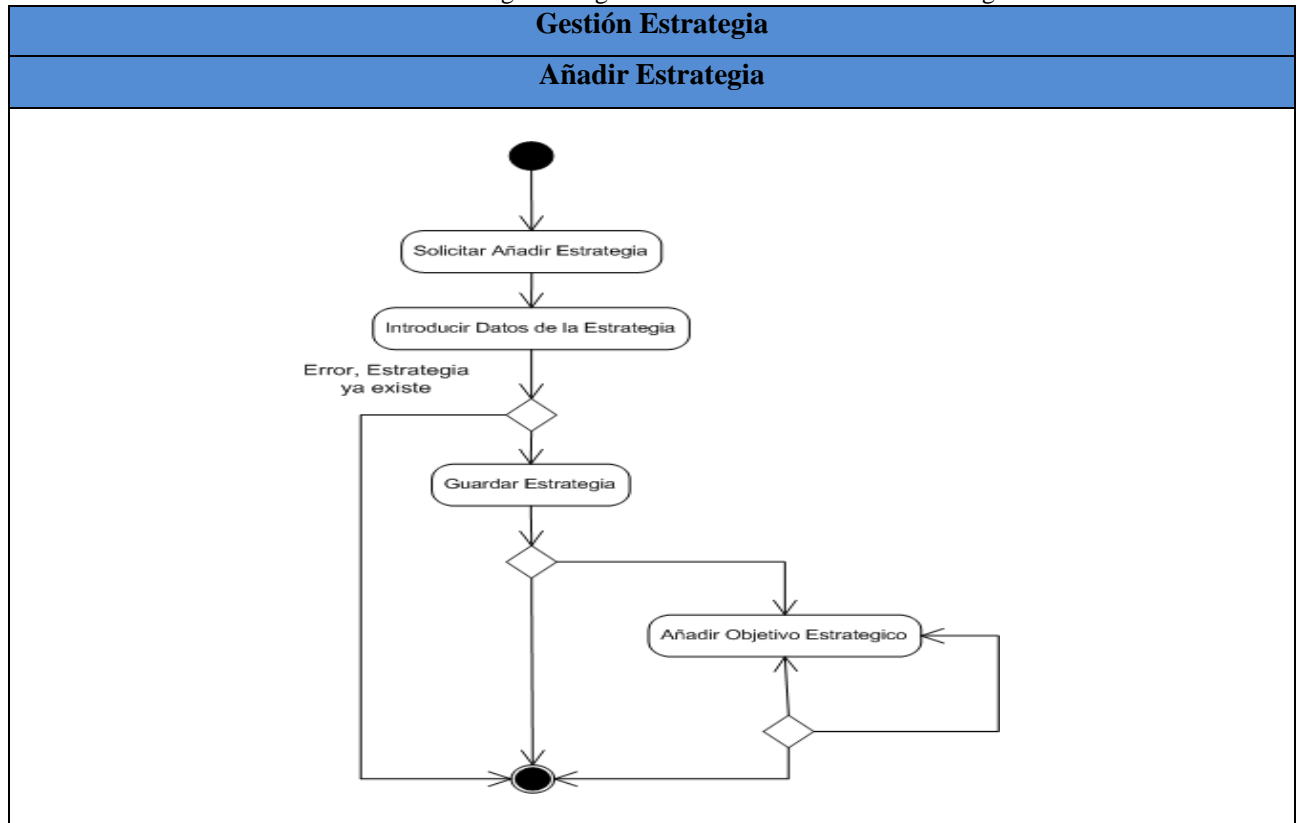 Gestión Estrategia
Añadir Estrategia
Solicitar Añadir Estrategia
Introducir Datos de la Estrategia
Error, Estrategia
ya existe
Guardar Estrategia
Añadir Objetivo Estrategico